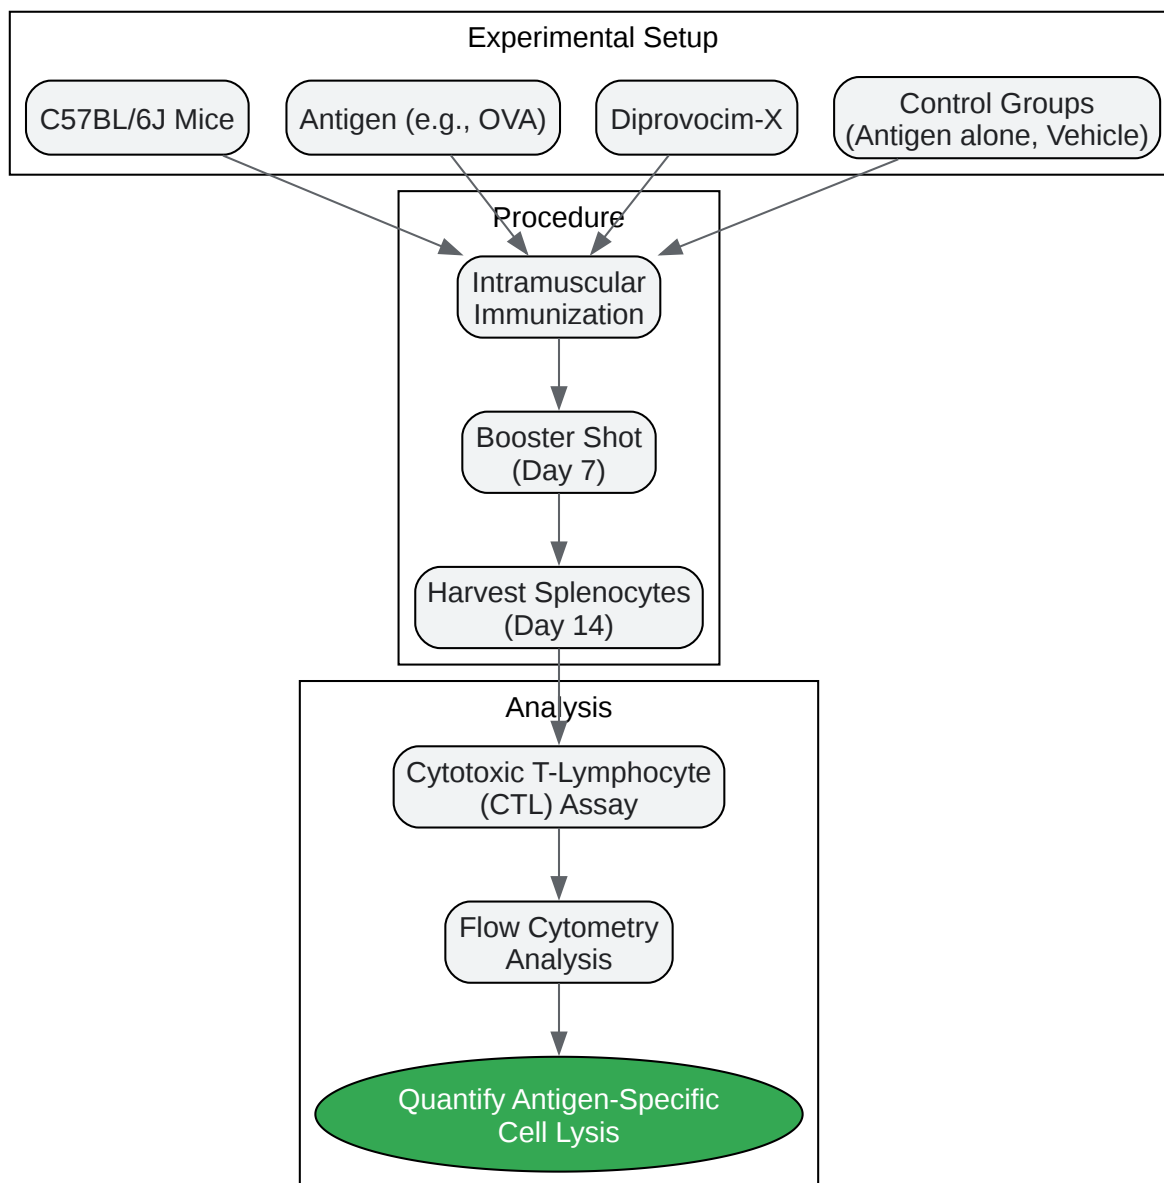 Experimental Setup
C57BL/6J Mice
Antigen (e.g., OVA)
Diprovocim-X
Control Groups
(Antigen alone, Vehicle)
Procedure
Intramuscular
Immunization
Booster Shot
(Day 7)
Harvest Splenocytes
(Day 14)
Analysis
Cytotoxic T-Lymphocyte
(CTL) Assay
Flow Cytometry
Analysis
Quantify Antigen-Specific
Cell Lysis